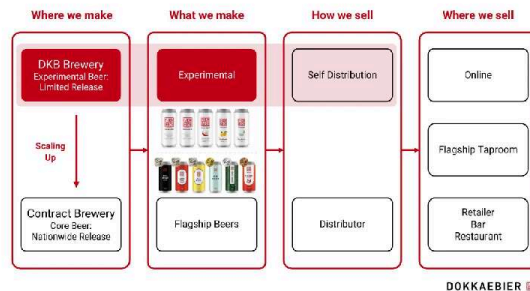 Where we make
What we make
How we sell
Where we sell
DKB Brewery
Experimental Beer:
Limited Release
Experimental
Self Distribution
Online
Scaling
Up
Flagship Taproom
Contract Brewery
Core Beer:
Nationwide Release
Flagship Beers
Distributor
Retailer
Bar
Restaurant
DOKKAEBIER